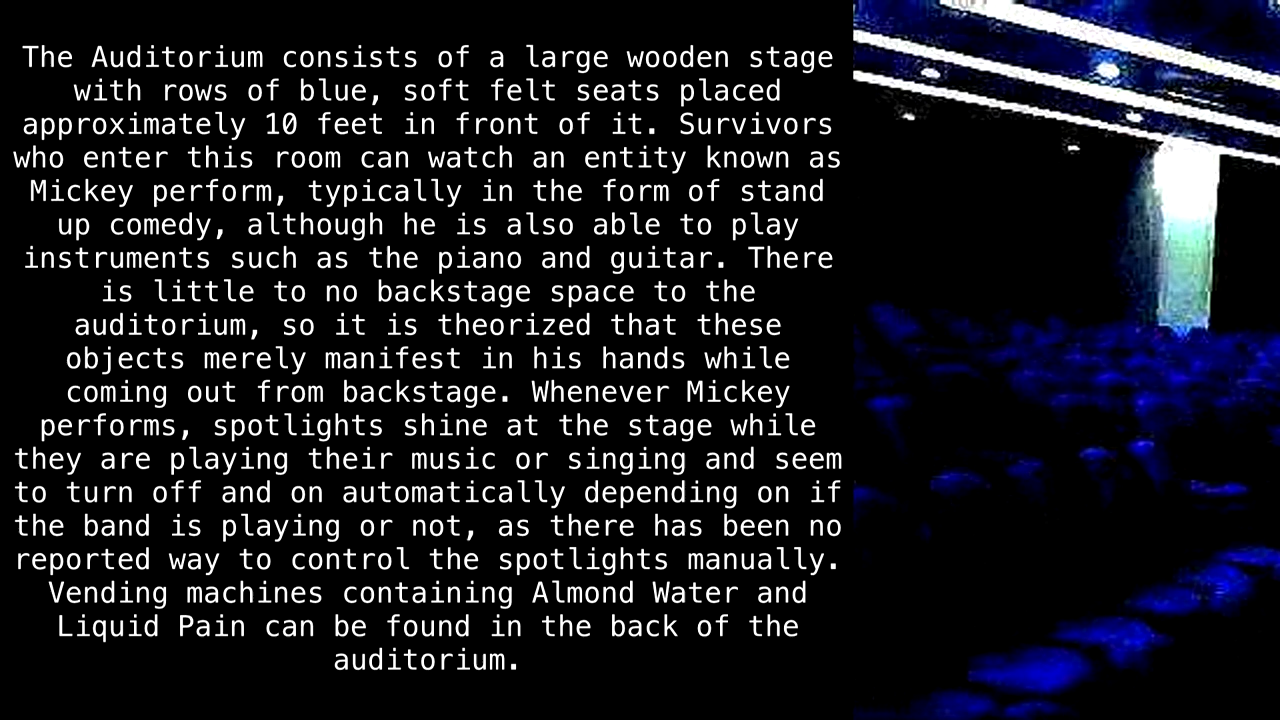 The Auditorium consists of a large wooden stage
with rows of blue, soft felt seats placed
approximately 10 feet in front of it. Survivors
who enter this room can watch an entity known as
Mickey perform, typically in the form of stand
up comedy, although he is also able to play
instruments such as the piano and guitar. There
is little to no backstage space to the
auditorium, so it is theorized that these
objects merely manifest in his hands while
coming out from backstage. Whenever Mickey
performs, spotlights shine at the stage while
they are playing their music or singing and seem
to turn off and on automatically depending on if
the band is playing or not, as there has been no
reported way to control the spotlights manually.
Vending machines containing Almond Water and
Liquid Pain can be found in the back of the
auditorium.